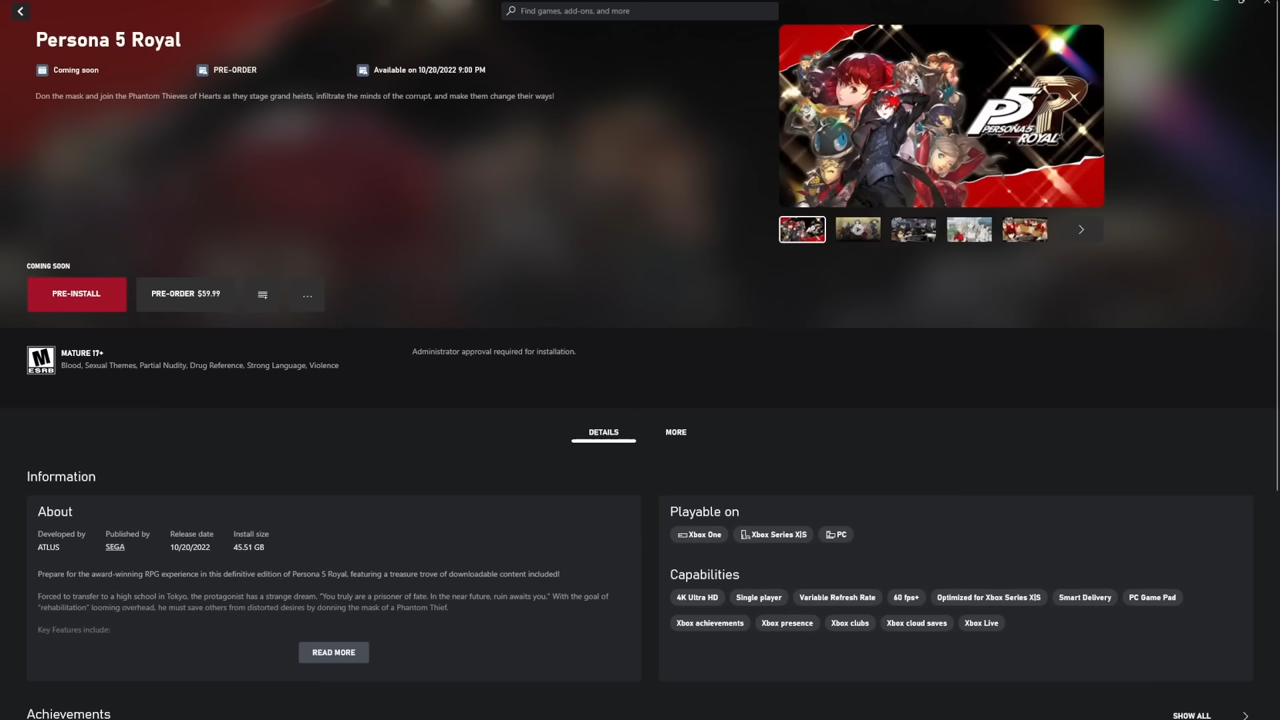 Find games, add-ons, and more
Persona 5 Royal
Coming soon
PRE-ORDER
Available on 10/20/2022 9:00 PM
Don the mask and join the Phantom Thieves of Hearts as they stage grand heists, infiltrate the minds of the corrupt, and make them change their ways!
P5R
PERSONA5
ROYAL
COMING SOON
PRE-INSTALL
PRE-ORDER $59.99
...
M
ESRB
MATURE 17+
Blood, Sexual Themes, Partial Nudity, Drug Reference, Strong Language, Violence
Administrator approval required for installation.
DETAILS
MORE
Information
About
Developed by
ATLUS
Published by
SEGA
Release date
10/20/2022
Install size
45.51 GB
Prepare for the award-winning RPG experience in this definitive edition of Persona 5 Royal, featuring a treasure trove of downloadable content included!
Forced to transfer to a high school in Tokyo, the protagonist has a strange dream. "You truly are a prisoner of fate. In the near future, ruin awaits you." With the goal of
"rehabilitation" looming overhead, he must save others from distorted desires by donning the mask of a Phantom Thief.
Key Features include:
READ MORE
Playable on
Xbox One
Xbox Series X|S
PC
Capabilities
4K Ultra HD
Single player
Variable Refresh Rate
60 fps+
Optimized for Xbox Series X|S
Smart Delivery
PC Game Pad
Xbox achievements
Xbox presence
Xbox clubs
Xbox cloud saves
Xbox Live
Achievements
SHOW ALL